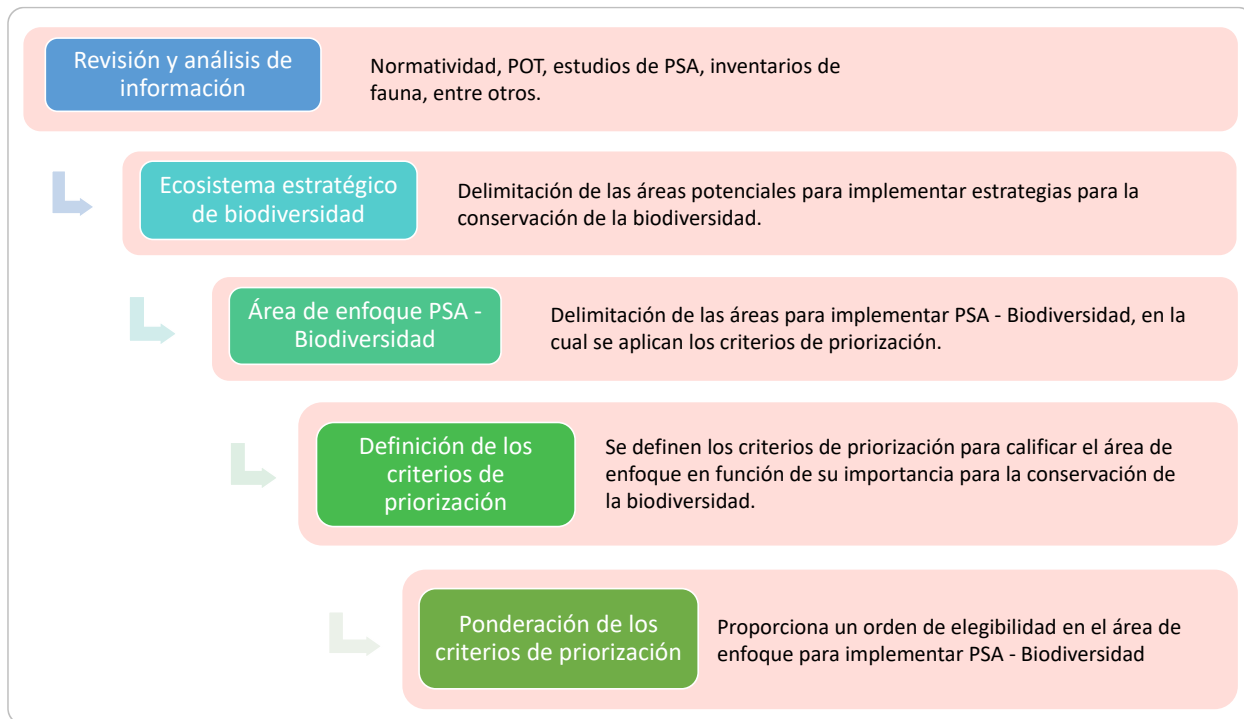 Revisión y análisis de
información
Normatividad, POT, estudios de PSA, inventarios de
fauna, entre otros.
Ecosistema estratégico
de biodiversidad
Delimitación de las áreas potenciales para implementar estrategias para la
conservación de la biodiversidad.
Área de enfoque PSA -
Biodiversidad
Delimitación de las áreas para implementar PSA - Biodiversidad, en la
cual se aplican los criterios de priorización.
Definición de los
criterios de
priorización
Se definen los criterios de priorización para calificar el área de
enfoque en función de su importancia para la conservación de
la biodiversidad.
Ponderación de los
criterios de priorización
Proporciona un orden de elegibilidad en el área de
enfoque para implementar PSA - Biodiversidad